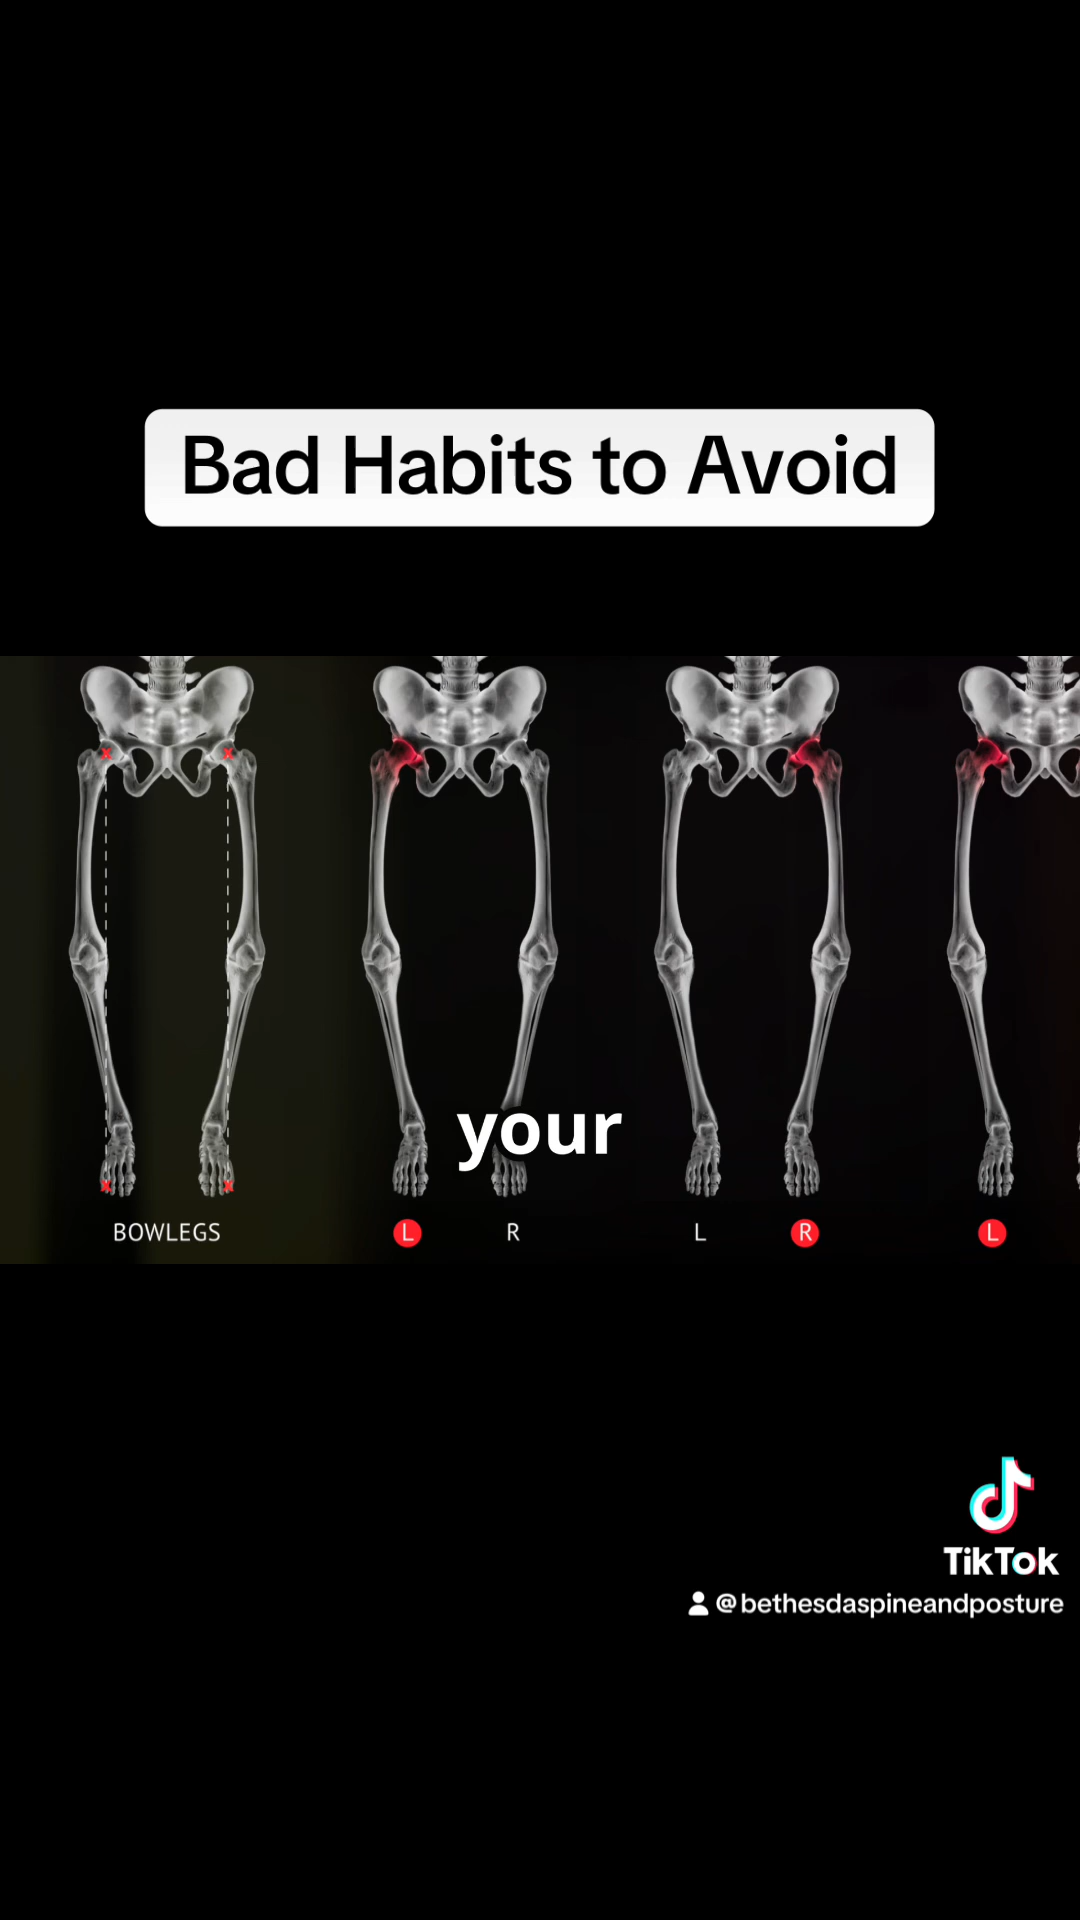 Bad Habits to Avoid
your
BOWLEGS
L R
L R
L
TikTok
@bethesdaspineandposture